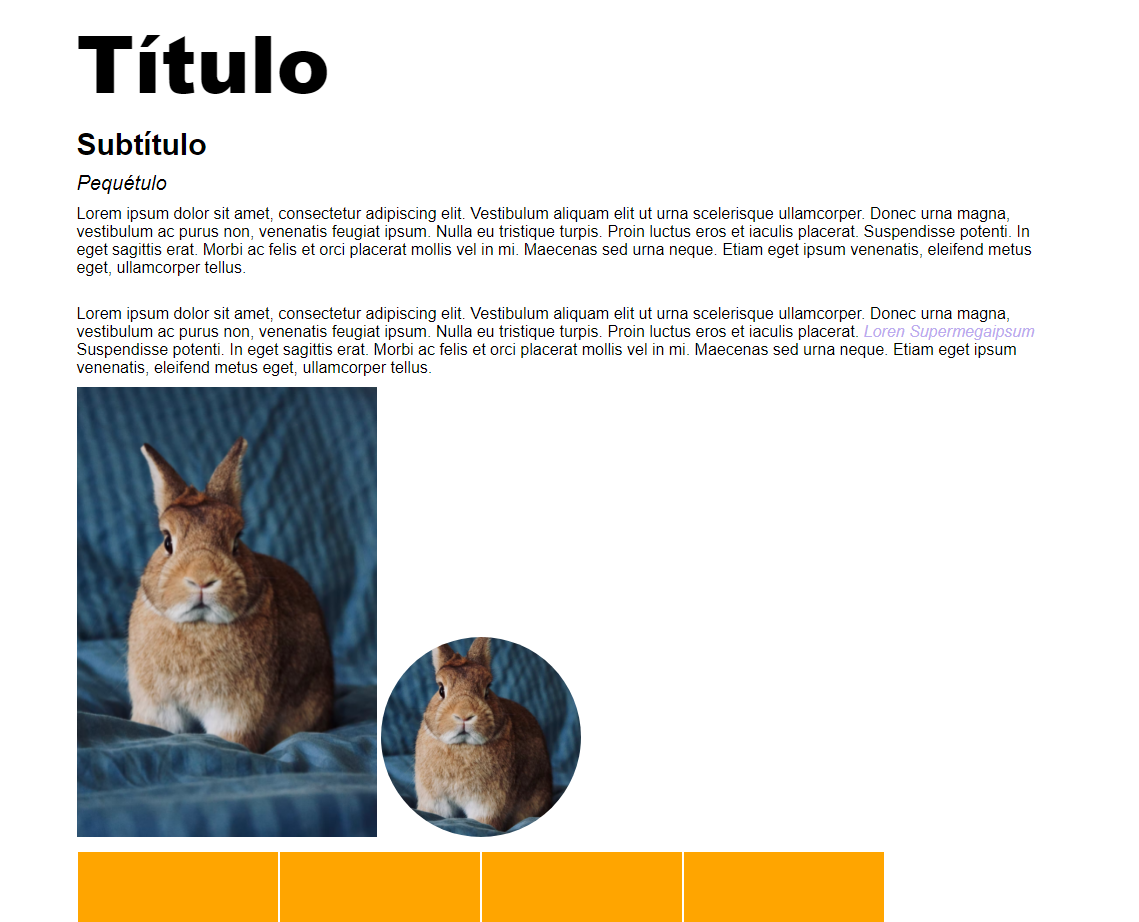 Título
Subtítulo
Pequétulo
Lorem ipsum dolor sit amet, consectetur adipiscing elit. Vestibulum aliquam elit ut urna scelerisque ullamcorper. Donec urna magna,
vestibulum ac purus non, venenatis feugiat ipsum. Nulla eu tristique turpis. Proin luctus eros et iaculis placerat. Suspendisse potenti. In
eget sagittis erat. Morbi ac felis et orci placerat mollis vel in mi. Maecenas sed urna neque. Etiam eget ipsum venenatis, eleifend metus
eget, ullamcorper tellus.
Lorem ipsum dolor sit amet, consectetur adipiscing elit. Vestibulum aliquam elit ut urna scelerisque ullamcorper. Donec urna magna,
vestibulum ac purus non, venenatis feugiat ipsum. Nulla eu tristique turpis. Proin luctus eros et iaculis placerat. Loren Supermegaipsum
Suspendisse potenti. In eget sagittis erat. Morbi ac felis et orci placerat mollis vel in mi. Maecenas sed urna neque. Etiam eget ipsum
venenatis, eleifend metus eget, ullamcorper tellus.